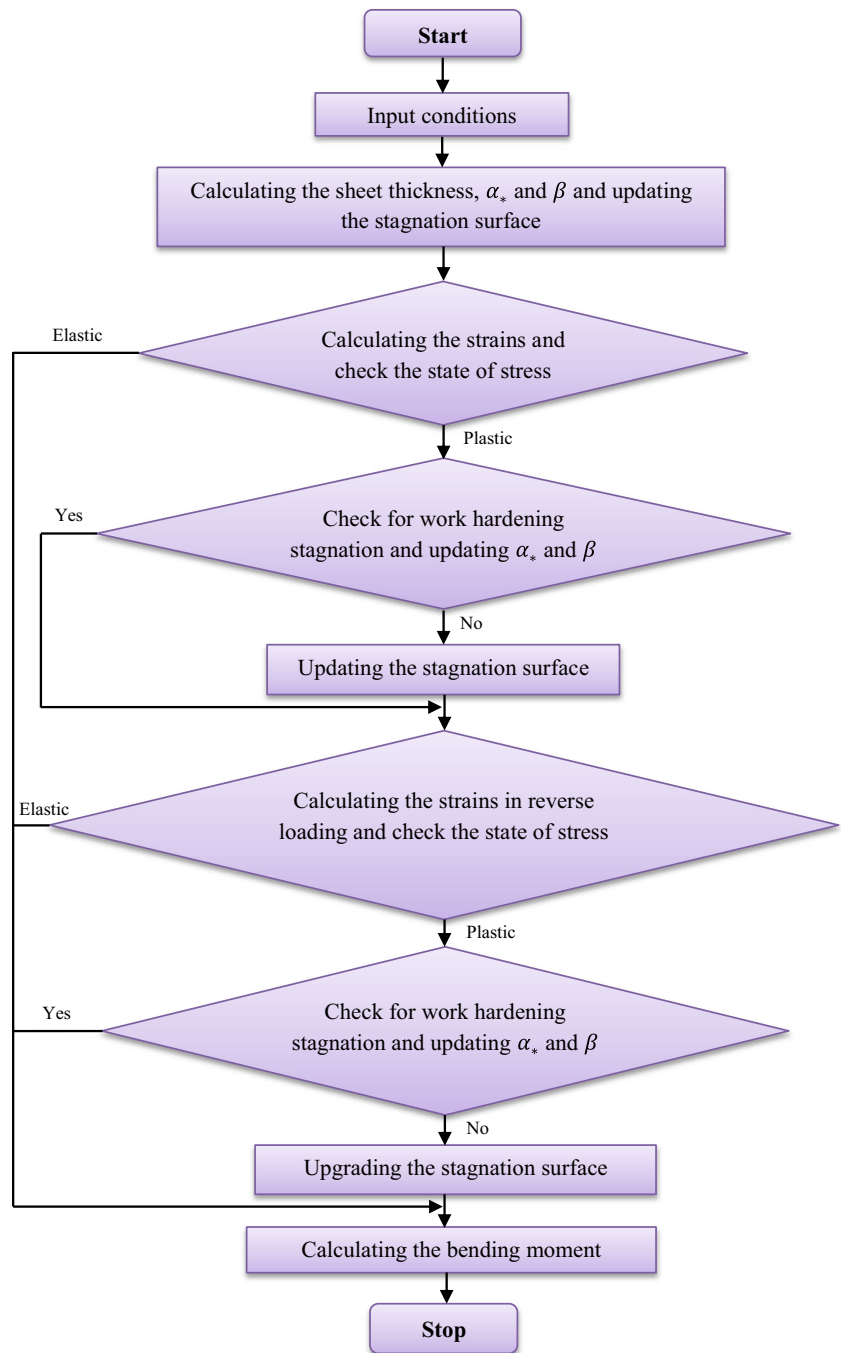 Start
Input conditions
Calculating the sheet thickness, α* and β and updating
the stagnation surface
Elastic
Calculating the strains and
check the state of stress
Plastic
Yes
Check for work hardening
stagnation and updating α* and β
No
Updating the stagnation surface
Elastic
Calculating the strains in reverse
loading and check the state of stress
Plastic
Yes
Check for work hardening
stagnation and updating α* and β
No
Upgrading the stagnation surface
Calculating the bending moment
Stop